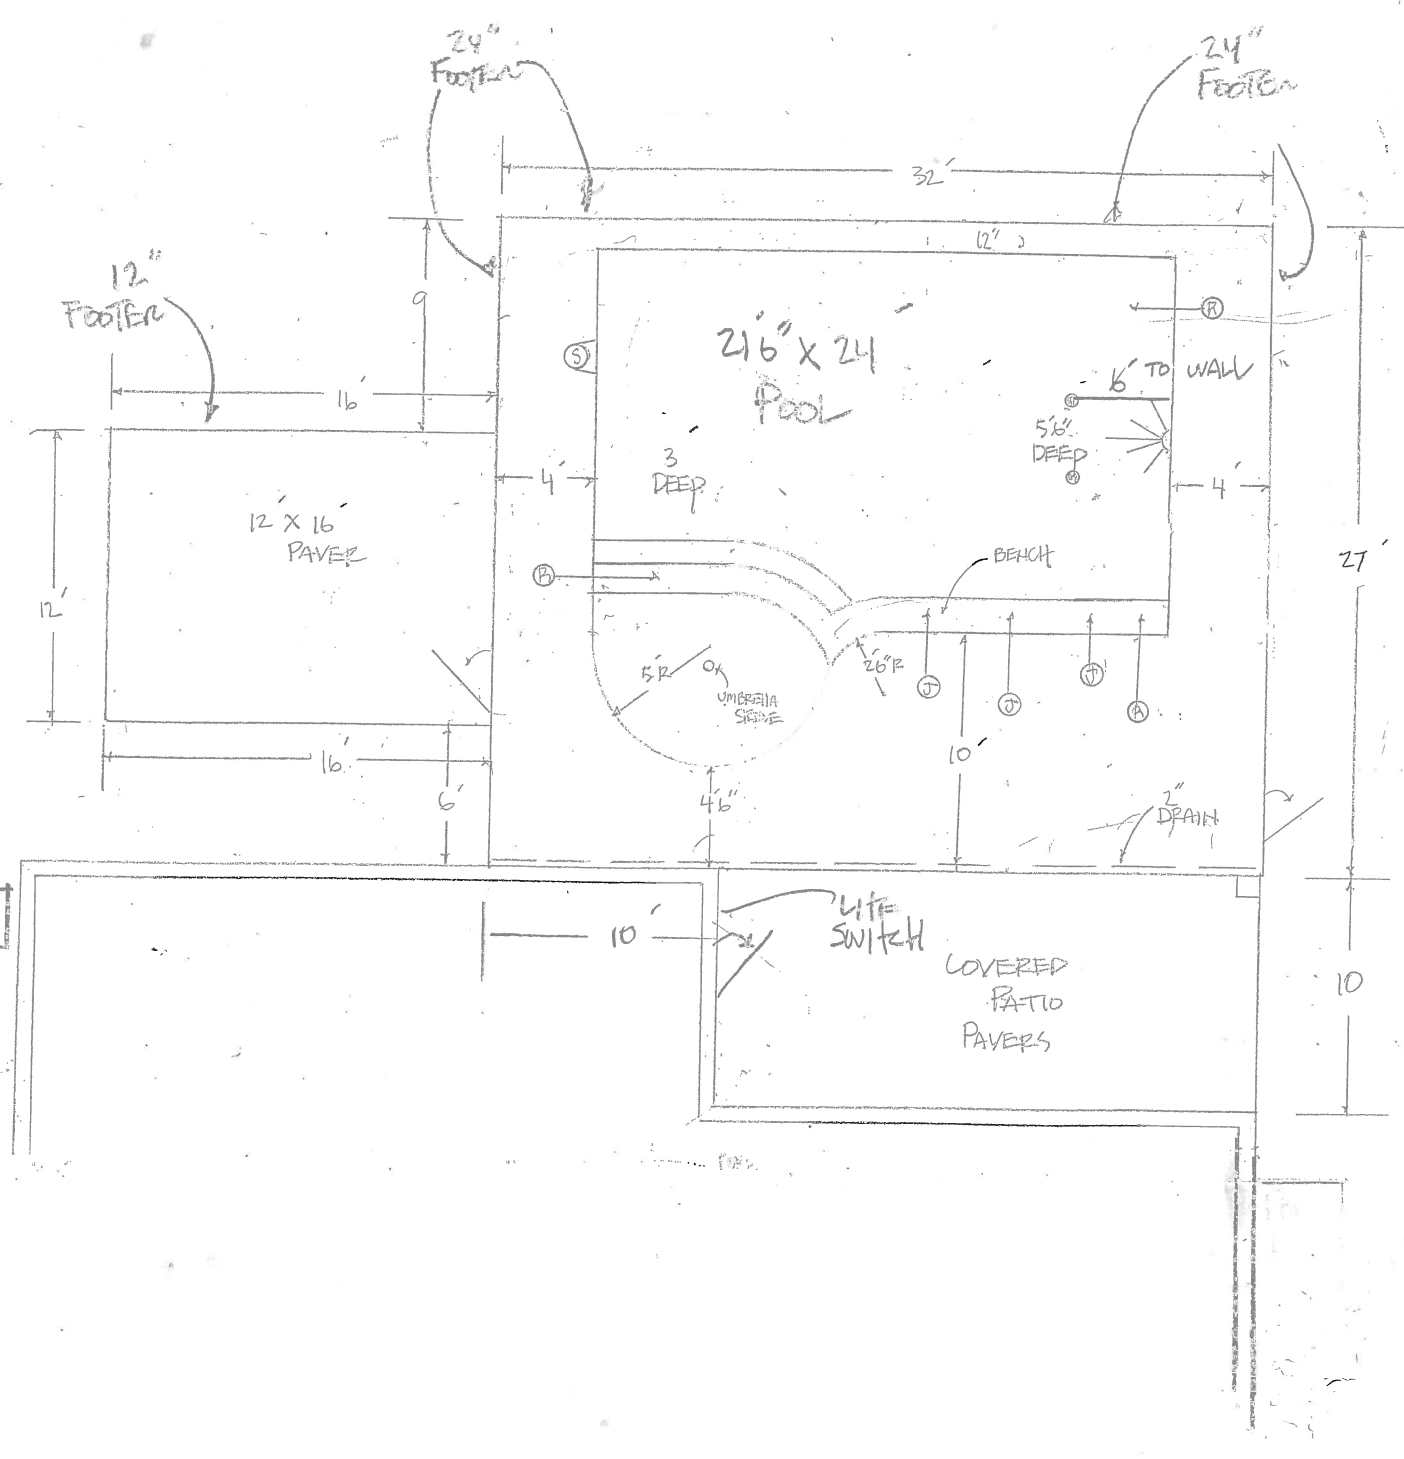 24"
FOOTER
24"
FOOTER
32'
12"
12"
FOOTER
9
R
21'6" X 24'
POOL
S
16'
6' TO WALL
5'6"
DEEP
3
DEEP
4'
4'
12' X 16'
PAVER
BENCH
27'
R
12'
5'R
UMBRELLA
SLEEVE
2'6"R
J
J
J
R
10'
16'
6'
4'6"
2"
DRAIN
LITE
SWITCH
10'
COVERED
PATIO
PAVERS
10